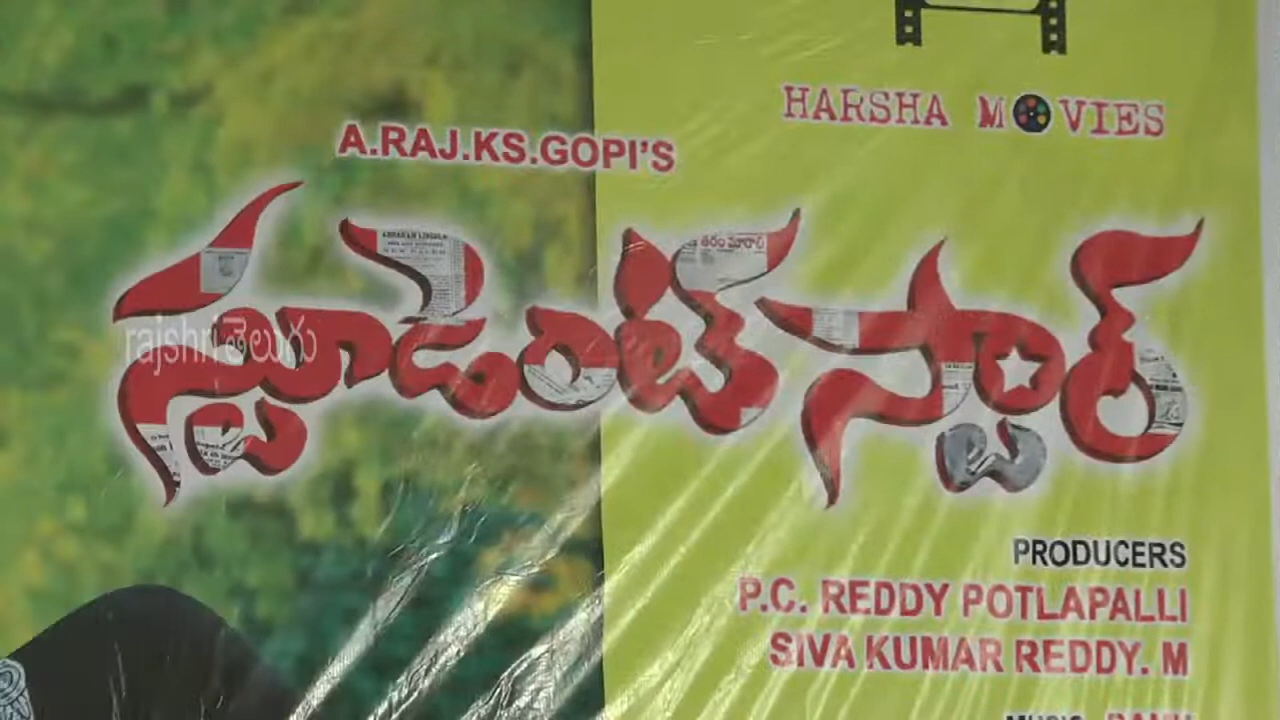 HARSHA MOVIES
A.RAJ.KS.GOPI'S
స్టూడెంట్ స్టార్
rajshri తెలుగు
PRODUCERS
P.C. REDDY POTLAPALLI
SIVA KUMAR REDDY. M